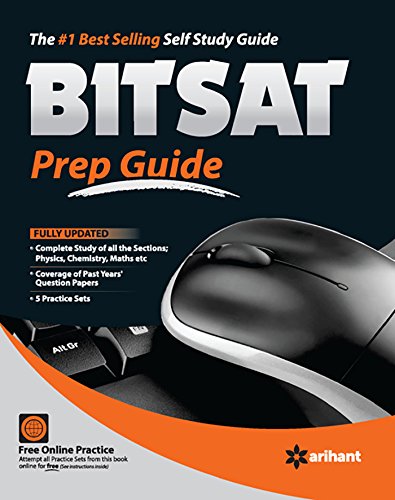 The #1 Best Selling Self Study Guide
BITSAT
Prep Guide
FULLY UPDATED
• Complete Study of all the Sections;
Physics, Chemistry, Maths etc
• Coverage of Past Years'
Question Papers
• 5 Practice Sets
Alt Gr
Free Online Practice
Attempt all Practice Sets from this book
online for free (See instructions inside)
arihant